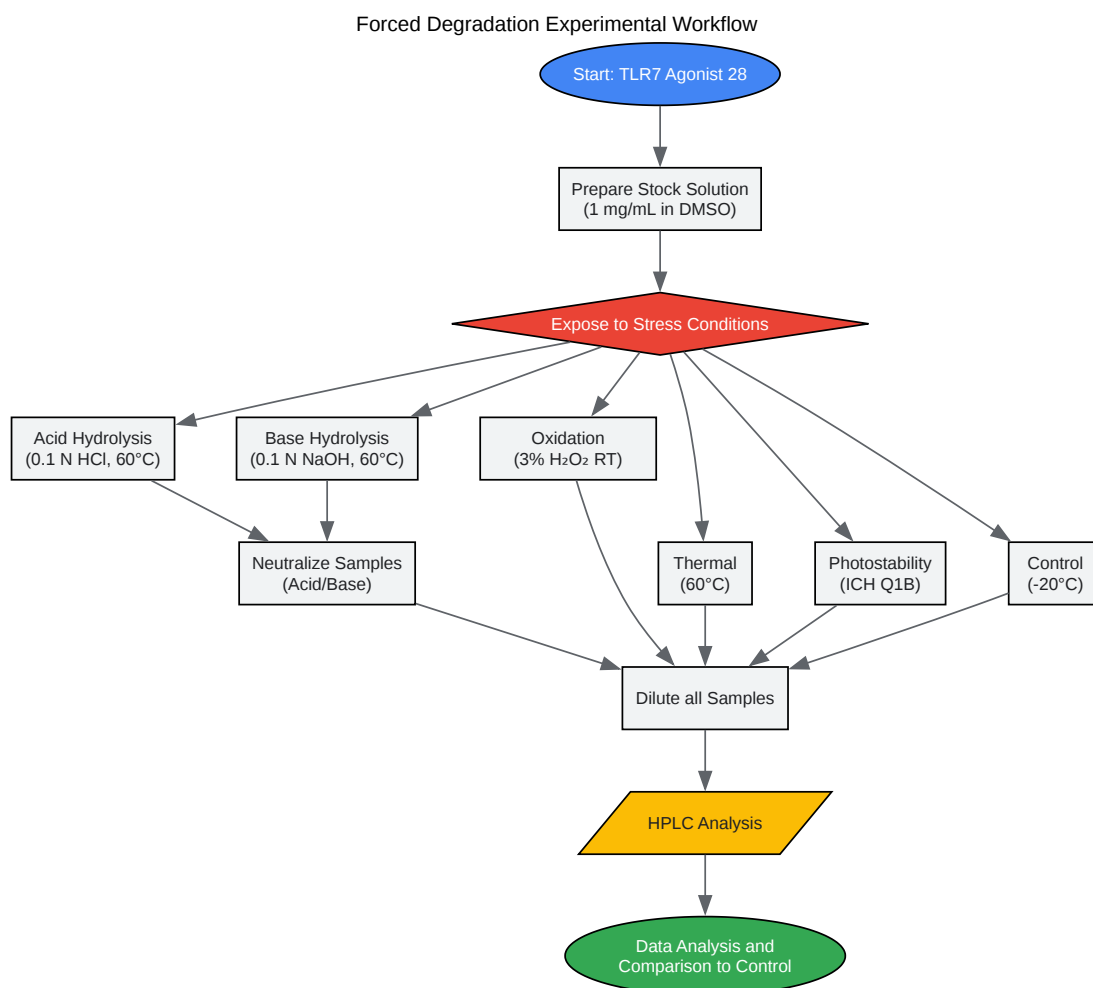 Forced Degradation Experimental Workflow
Start: TLR7 Agonist 28
Prepare Stock Solution
(1 mg/mL in DMSO)
Expose to Stress Conditions
Acid Hydrolysis
(0.1 N HCl, 60°C)
Base Hydrolysis
(0.1 N NaOH, 60°C)
Oxidation
(3% H₂O₂ RT)
Neutralize Samples
(Acid/Base)
Thermal
(60°C)
Photostability
(ICH Q1B)
Control
(-20°C)
Dilute all Samples
HPLC Analysis
Data Analysis and
Comparison to Control